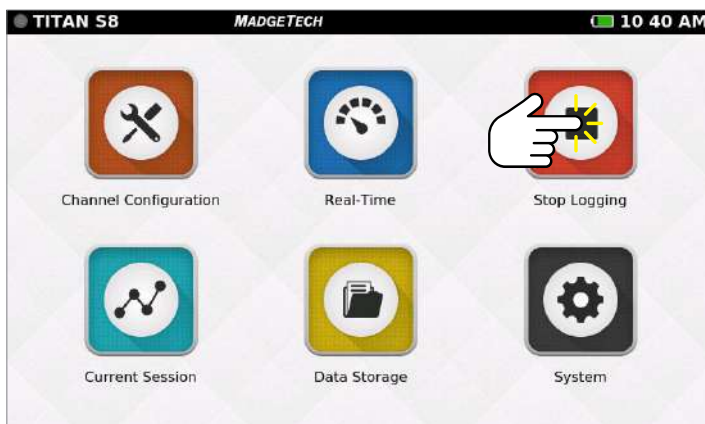 TITAN S8 MADGETECH 10 40 AM
Channel Configuration Real-Time Stop Logging
Current Session Data Storage System